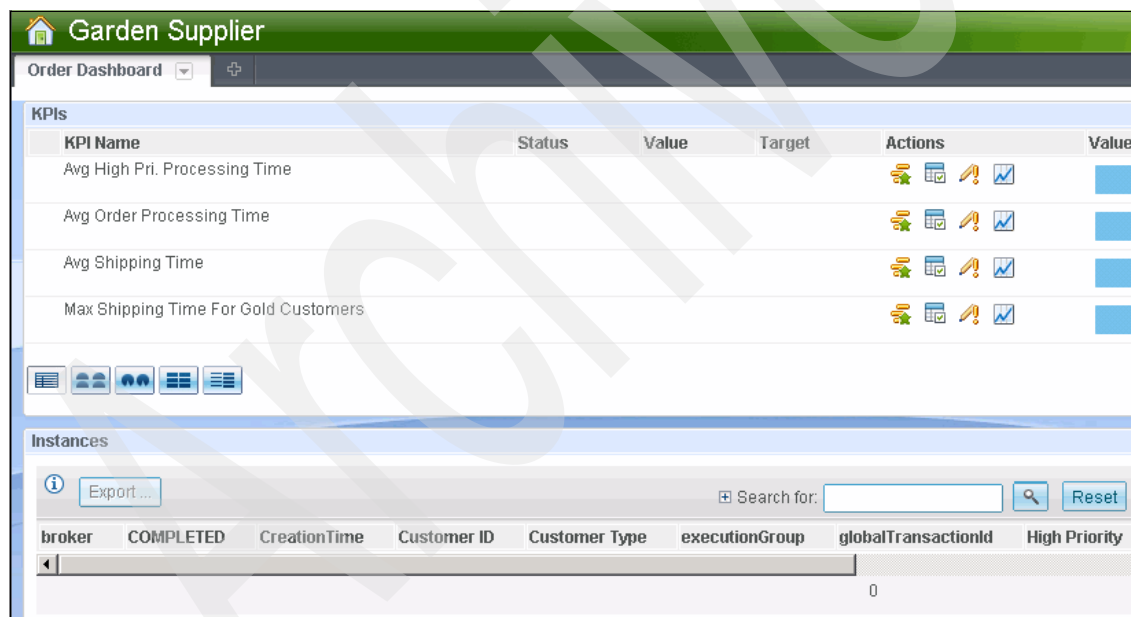 Garden Supplier
Order Dashboard
KPIs
KPI Name Status Value Target Actions Value
Avg High Pri. Processing Time
Avg Order Processing Time
Avg Shipping Time
Max Shipping Time For Gold Customers
Instances
Export ... Search for: Reset
broker COMPLETED CreationTime Customer ID Customer Type executionGroup globalTransactionId High Priority
0
Archiv